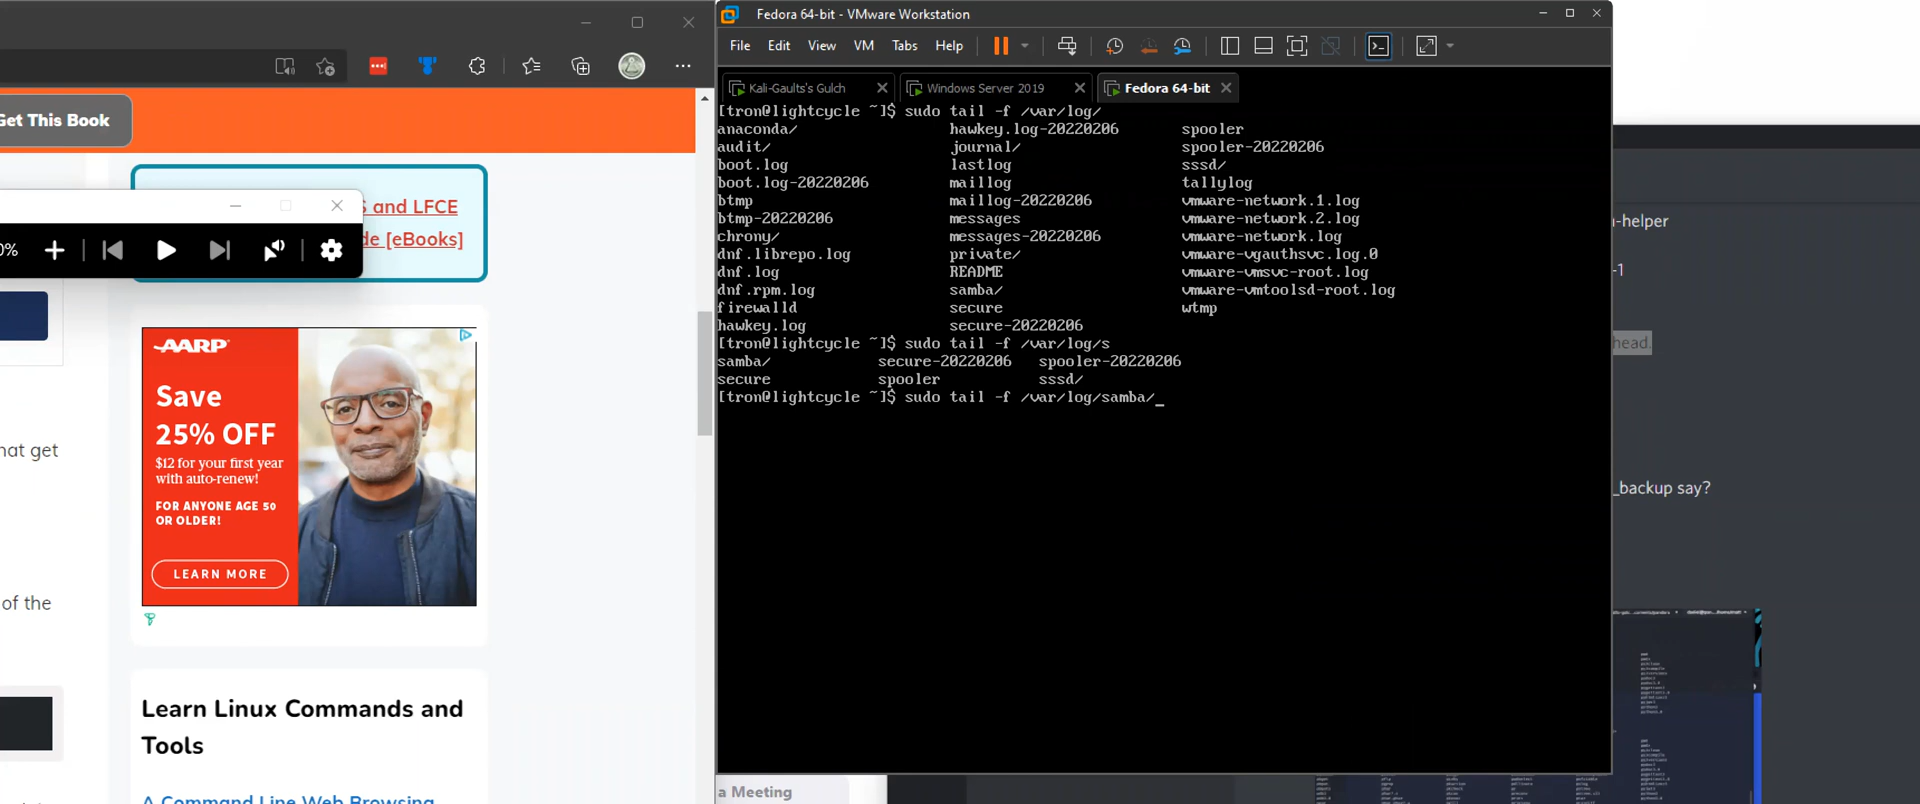 Get This Book
S and LFCE
de [eBooks]
0%
hat get
of the
AARP
Save
25% OFF
$12 for your first year
with auto-renew!
FOR ANYONE AGE 50
OR OLDER!
LEARN MORE
Learn Linux Commands and
Tools
A Command Line Web Browsing
Fedora 64-bit - VMware Workstation
File Edit View VM Tabs Help
Kali-Gaults's Gulch Windows Server 2019 Fedora 64-bit
[tron@lightcycle ~]$ sudo tail -f /var/log/
anaconda/ hawkey.log-20220206 spooler
audit/ journal/ spooler-20220206
boot.log lastlog sssd/
boot.log-20220206 maillog tallylog
btmp maillog-20220206 vmware-network.1.log
btmp-20220206 messages vmware-network.2.log
chrony/ messages-20220206 vmware-network.log
dnf.librepo.log private/ vmware-vgauthsvc.log.0
dnf.log README vmware-vmsvc-root.log
dnf.rpm.log samba/ vmware-vmtoolsd-root.log
firewalld secure wtmp
hawkey.log secure-20220206
[tron@lightcycle ~]$ sudo tail -f /var/log/s
samba/ secure-20220206 spooler-20220206
secure spooler sssd/
[tron@lightcycle ~]$ sudo tail -f /var/log/samba/_
-helper
-1
head.
_backup say?
a Meeting